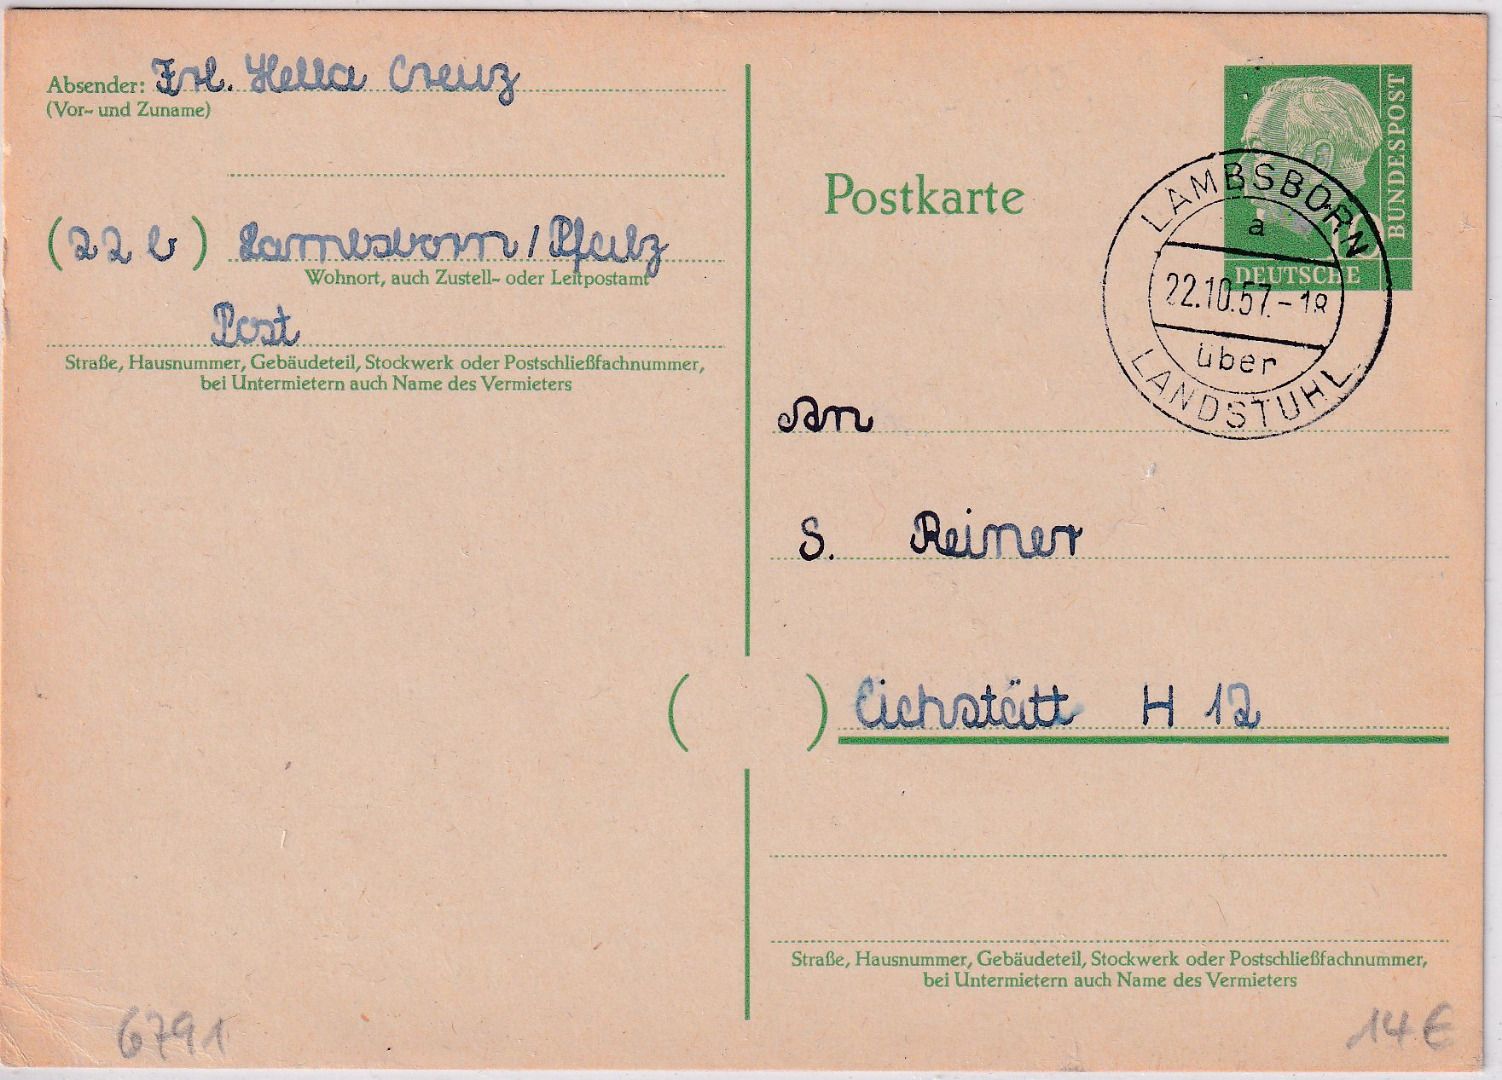 Absender: Frl. Hella Creuz
(Vor- und Zuname)
(22b) Lambsborn/Pfalz
Wohnort, auch Zustell- oder Leitpostamt
Post
Straße, Hausnummer, Gebäudeteil, Stockwerk oder Postschließfachnummer,
bei Untermietern auch Name des Vermieters
Postkarte
DEUTSCHE
BUNDESPOST
10
LAMBSBORN
a
22.10.57.-18
über
LANDSTUHL
An
S. Reiner
( ) Eichstätt H 12
Straße, Hausnummer, Gebäudeteil, Stockwerk oder Postschließfachnummer,
bei Untermietern auch Name des Vermieters
6791
14€